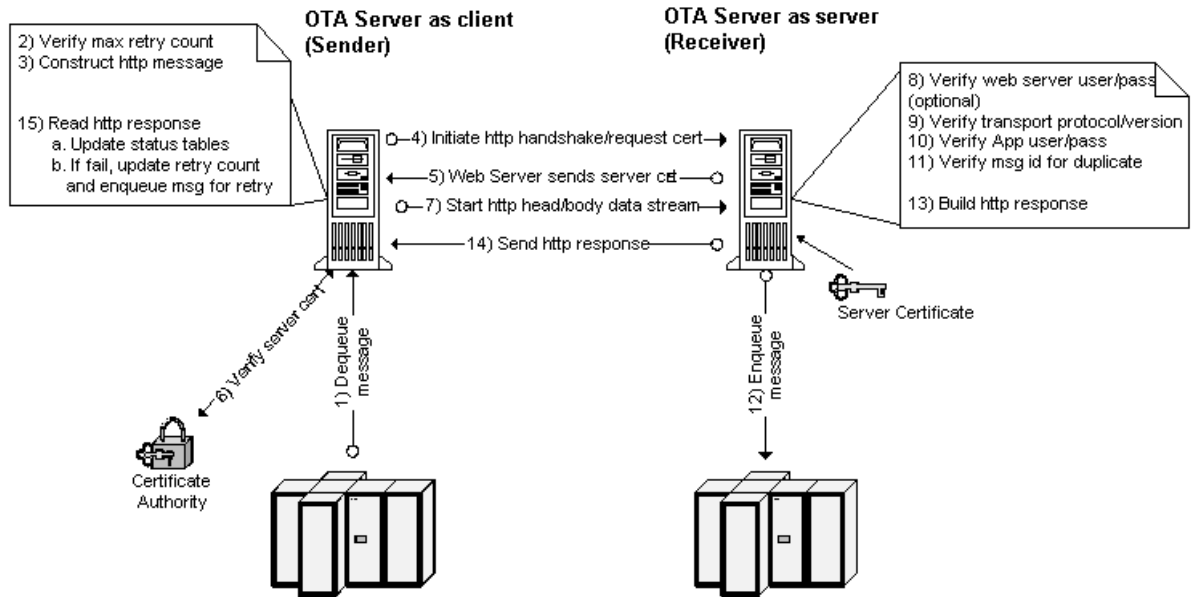 OTA Server as client
(Sender)
OTA Server as server
(Receiver)
2) Verify max retry count
3) Construct http message
15) Read http response
a. Update status tables
b. If fail, update retry count
and enqueue msg for retry
8) Verify web server user/pass
(optional)
9) Verify transport protocol/version
10) Verify App user/pass
11) Verify msg id for duplicate
13) Build http response
4) Initiate http handshake/request cert
5) Web Server sends server cet
7) Start http head/body data stream
14) Send http response
Server Certificate
6) Verify server cert
1) Dequeue
message
12) Enqueue
message
Certificate
Authority